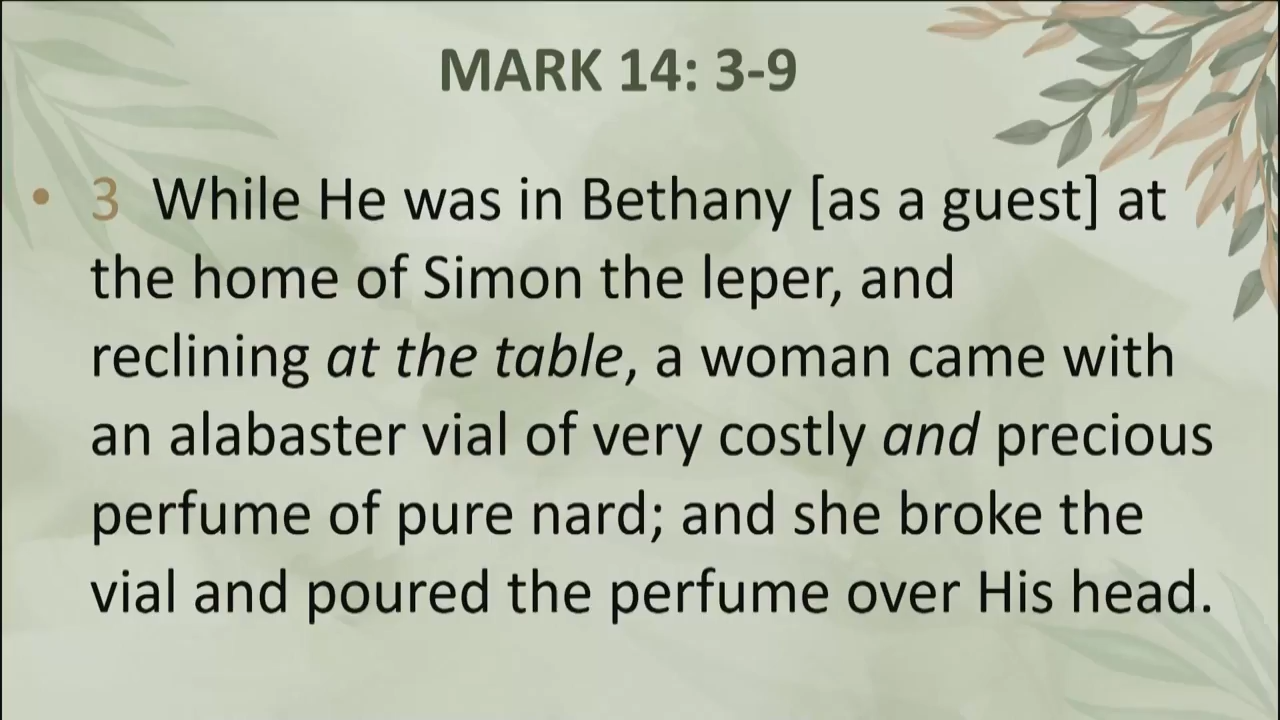 MARK 14: 3-9
• 3 While He was in Bethany [as a guest] at
the home of Simon the leper, and
reclining at the table, a woman came with
an alabaster vial of very costly and precious
perfume of pure nard; and she broke the
vial and poured the perfume over His head.